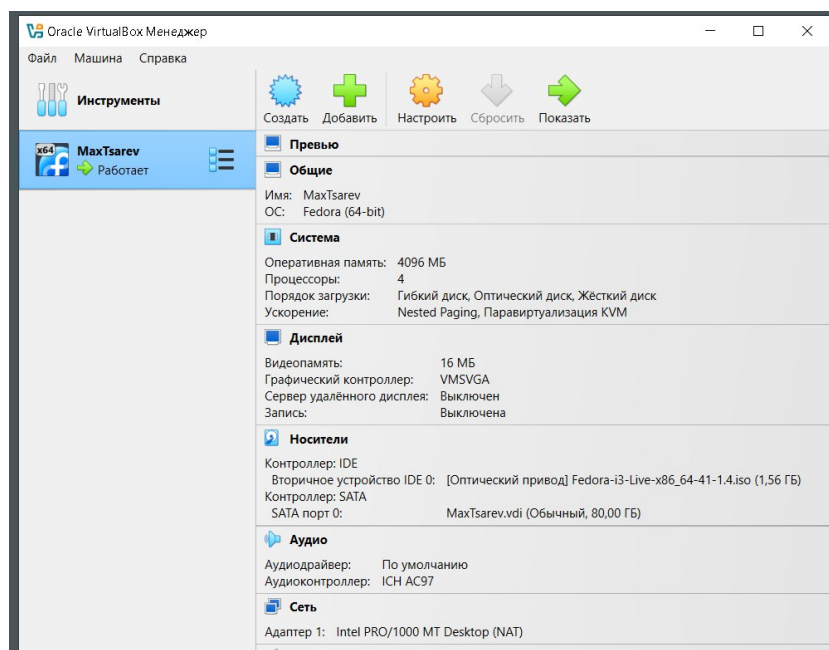 Oracle VirtualBox Менеджер
Файл Машина Справка
Инструменты
Создать Добавить Настроить Сбросить Показать
x64 MaxTsarev
Работает
Превью
Общие
Имя: MaxTsarev
ОС: Fedora (64-bit)
Система
Оперативная память: 4096 МБ
Процессоры: 4
Порядок загрузки: Гибкий диск, Оптический диск, Жёсткий диск
Ускорение: Nested Paging, Паравиртуализация KVM
Дисплей
Видеопамять: 16 МБ
Графический контроллер: VMSVGA
Сервер удалённого дисплея: Выключен
Запись: Выключена
Носители
Контроллер: IDE
Вторичное устройство IDE 0: [Оптический привод] Fedora-i3-Live-x86_64-41-1.4.iso (1,56 ГБ)
Контроллер: SATA
SATA порт 0: MaxTsarev.vdi (Обычный, 80,00 ГБ)
Аудио
Аудиодрайвер: По умолчанию
Аудиоконтроллер: ICH AC97
Сеть
Адаптер 1: Intel PRO/1000 MT Desktop (NAT)